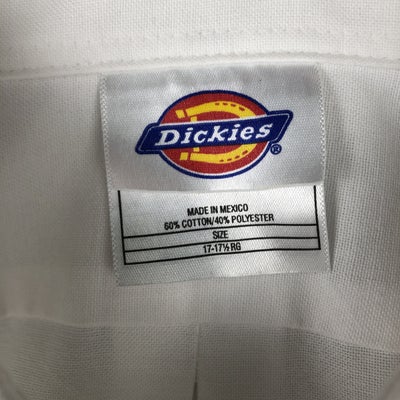 Dickies®
MADE IN MEXICO
60% COTTON/40% POLYESTER
SIZE
17-17½ RG